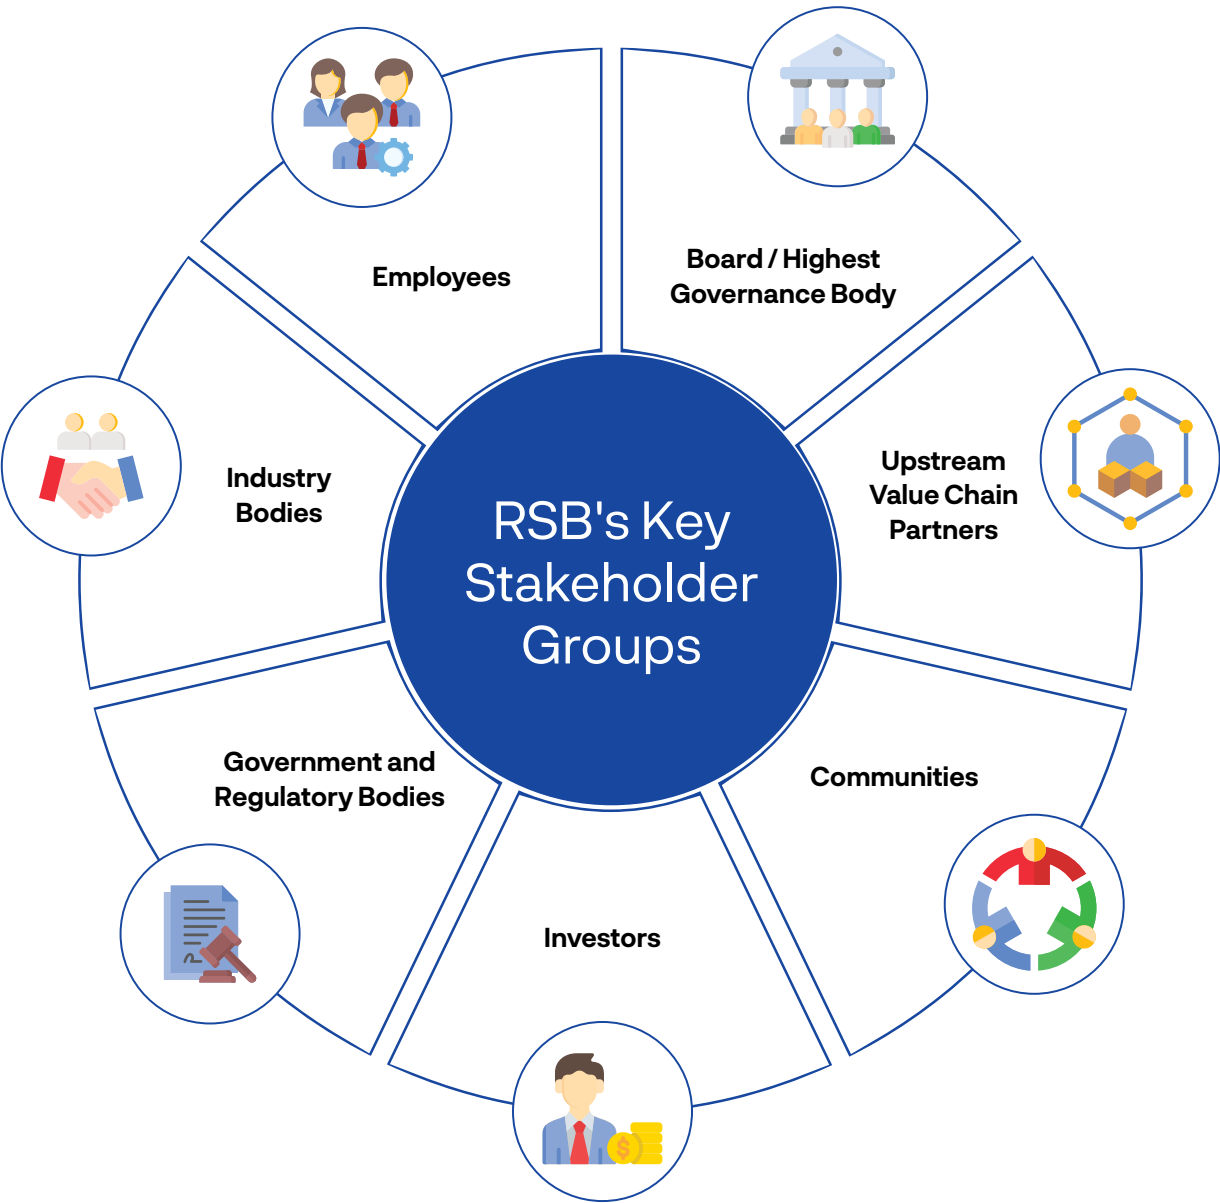 RSB's Key
Stakeholder
Groups
Board / Highest
Governance Body
Upstream
Value Chain
Partners
Communities
Investors
Government and
Regulatory Bodies
Industry
Bodies
Employees
$